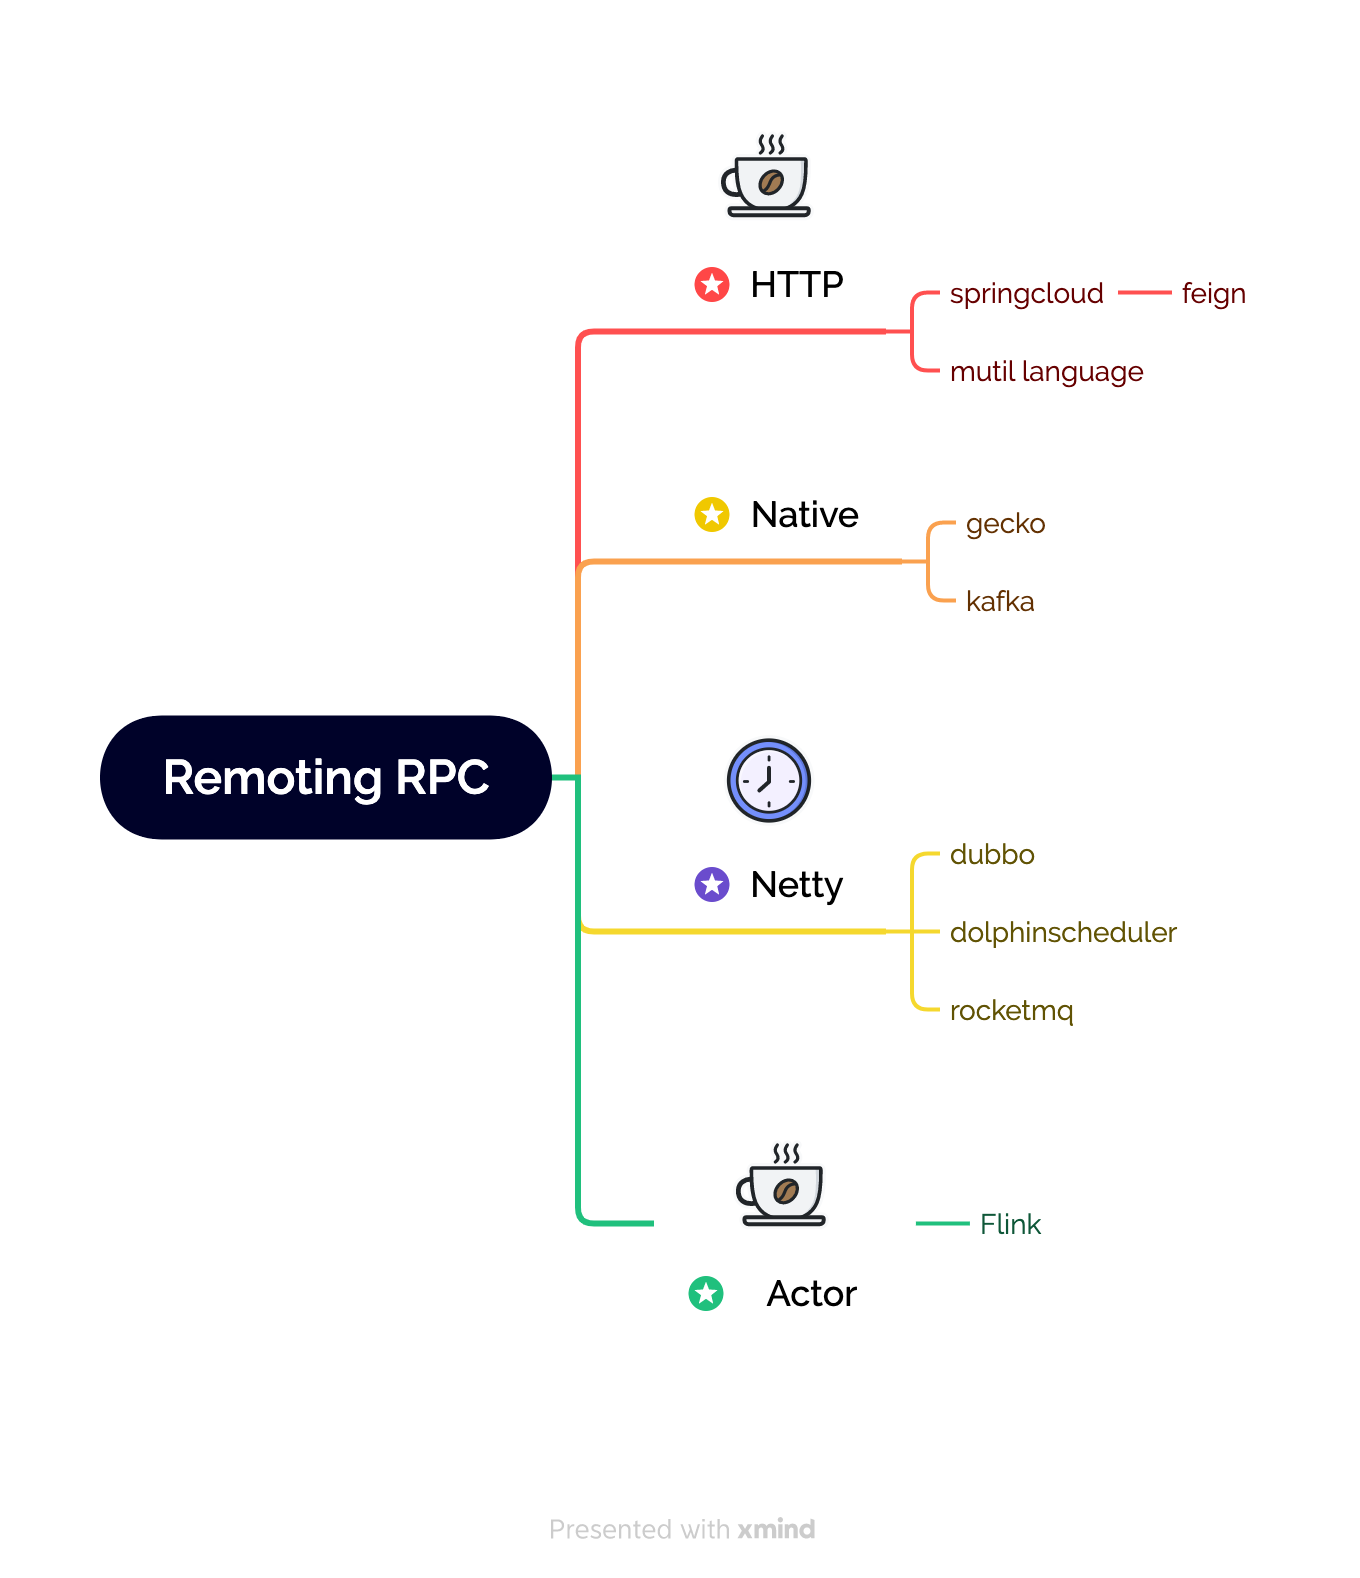 HTTP
springcloud
feign
mutil language
Native
gecko
kafka
Remoting RPC
Netty
dubbo
dolphinscheduler
rocketmq
Flink
Actor
Presented with xmind